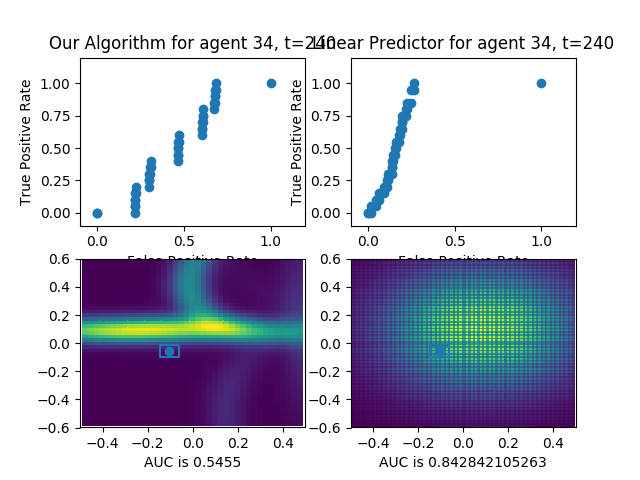 Our Algorithm for agent 34, t=240
Linear Predictor for agent 34, t=240
True Positive Rate
1.00
0.75
0.50
0.25
0.00
0.0 0.5 1.0
False Positive Rate
True Positive Rate
1.00
0.75
0.50
0.25
0.00
0.0 0.5 1.0
False Positive Rate
0.6
0.4
0.2
0.0
−0.2
−0.4
−0.6
−0.4 −0.2 0.0 0.2 0.4
AUC is 0.5455
0.6
0.4
0.2
0.0
−0.2
−0.4
−0.6
−0.4 −0.2 0.0 0.2 0.4
AUC is 0.842842105263